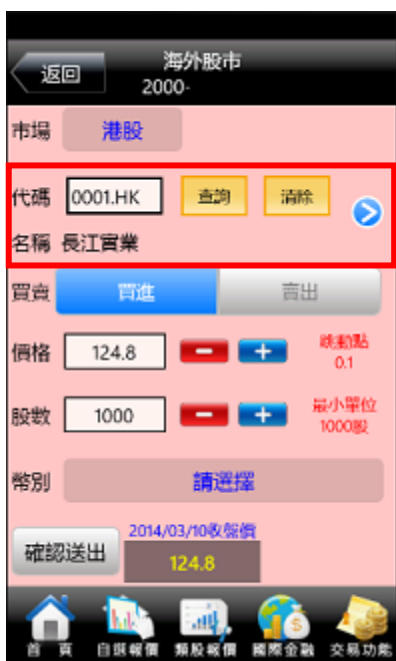 海外股市
返回
2000-
市場 港股
代碼 0001.HK 查詢 清除
名稱 長江實業
買賣 買進 賣出
價格 124.8 跳動點
0.1
股數 1000 最小單位
1000股
幣別 請選擇
確認送出 2014/03/10收盤價
124.8
首頁 自選報價 類股報價 國際金融 交易功能